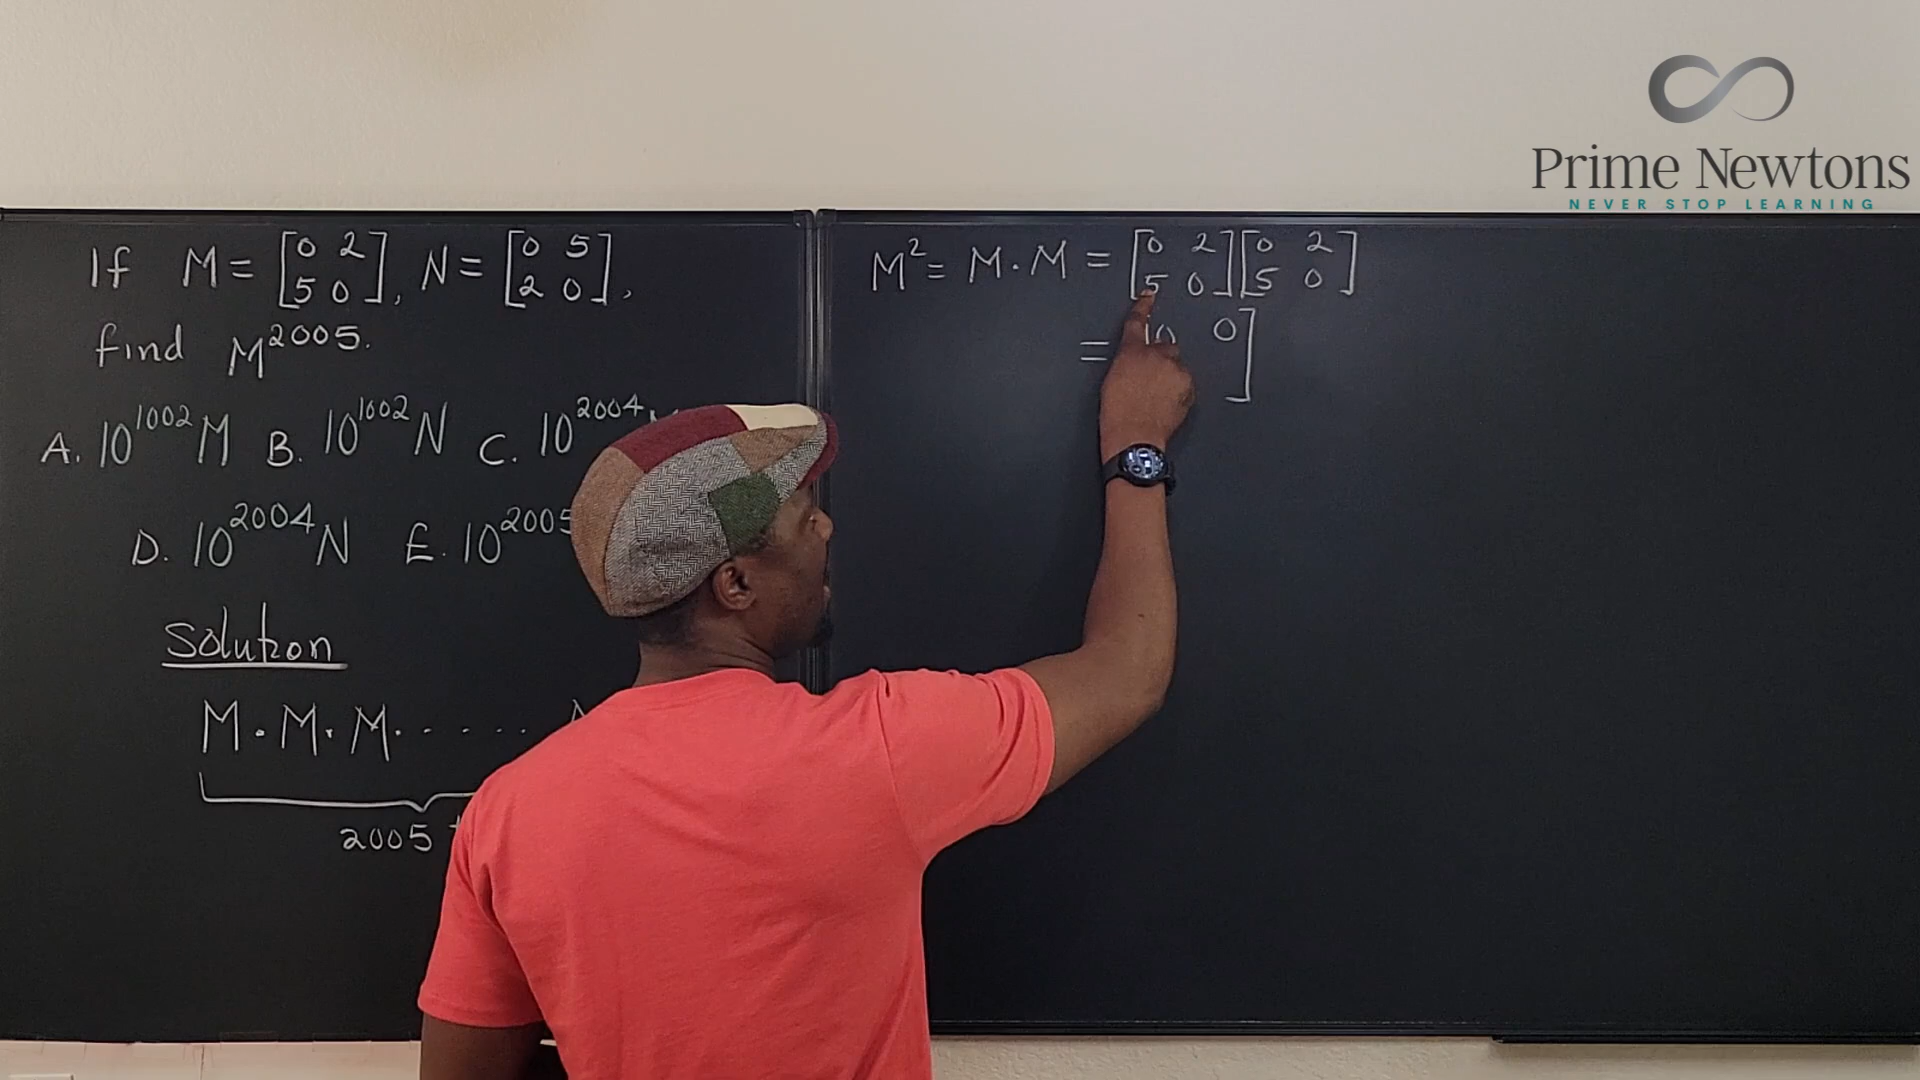 Prime Newtons
NEVER STOP LEARNING
If M = [0 2 5 0], N = [0 5 2 0],
find M^2005.
A. 10^1002 M B. 10^1002 N C. 10^2004
D. 10^2004 N E. 10^2005
Solution
M · M · M · . . . .
2005
M^2 = M · M = [0 2 5 0][0 2 5 0]
= 10 0]